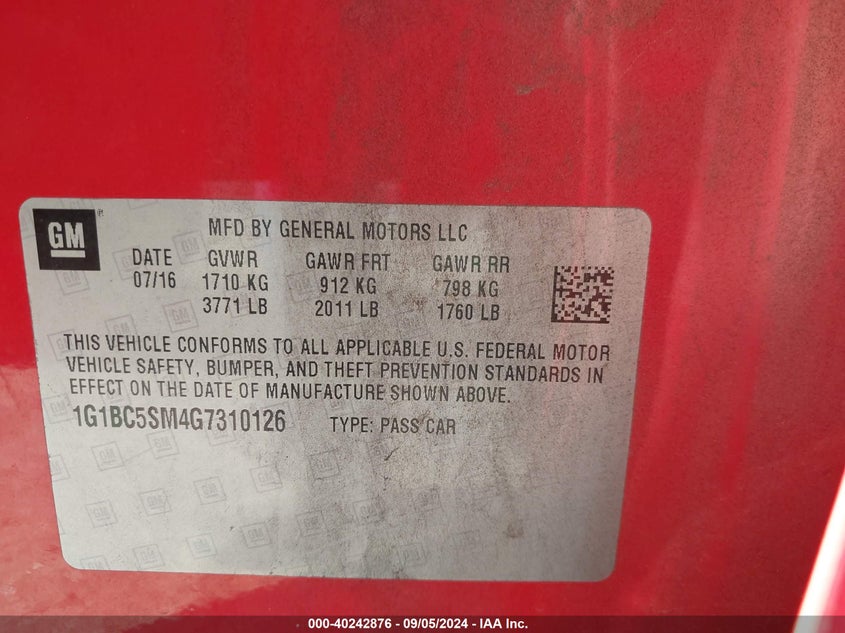 GM
MFD BY GENERAL MOTORS LLC
DATE GVWR GAWR FRT GAWR RR
07/16 1710 KG 912 KG 798 KG
3771 LB 2011 LB 1760 LB
THIS VEHICLE CONFORMS TO ALL APPLICABLE U.S. FEDERAL MOTOR
VEHICLE SAFETY, BUMPER, AND THEFT PREVENTION STANDARDS IN
EFFECT ON THE DATE OF MANUFACTURE SHOWN ABOVE.
1G1BC5SM4G7310126 TYPE: PASS CAR
000-40242876 - 09/05/2024 - IAA Inc.